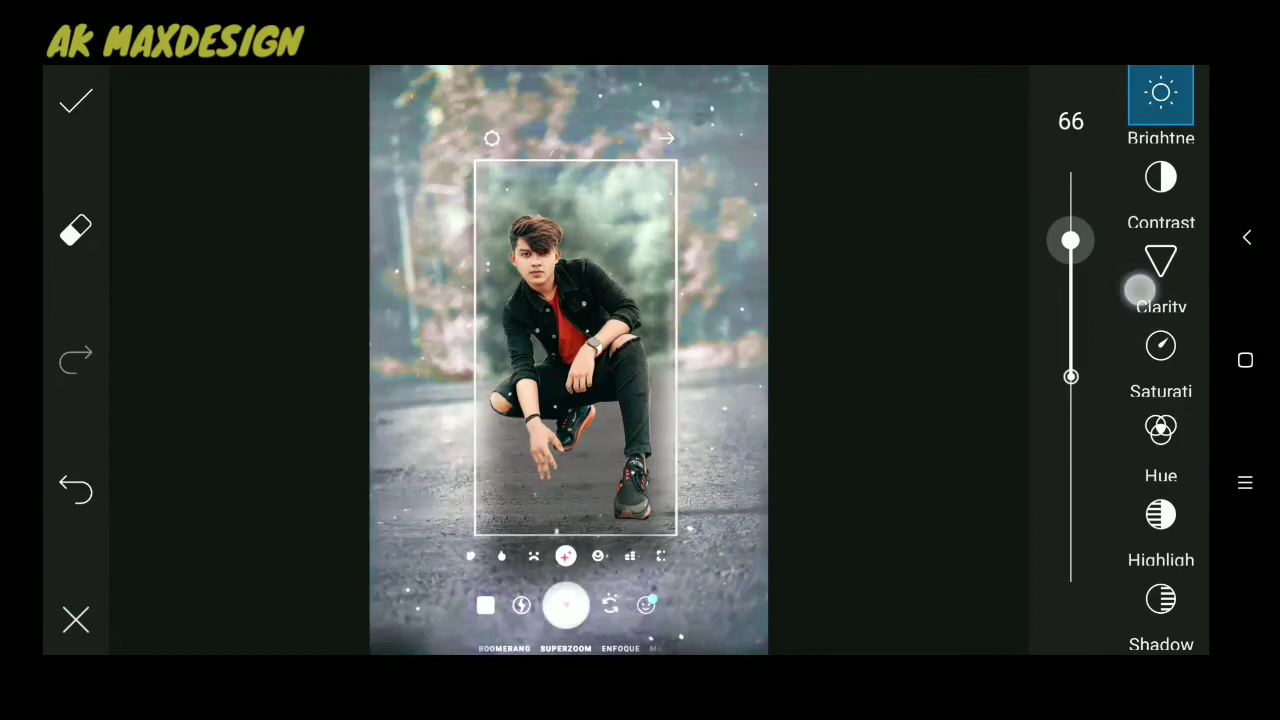 AK MAXDESIGN
66
Brightne
Contrast
Clarity
Saturati
Hue
Highligh
Shadow
BOOMERANG SUPERZOOM ENFOQUE M